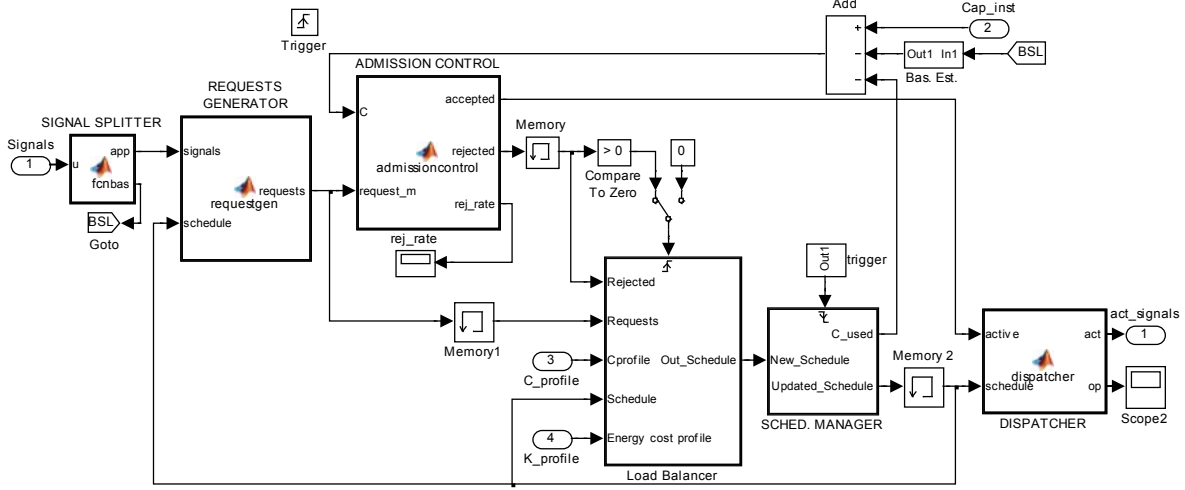 Add
Cap_inst
2
+
−
−
Out1 In1
BSL
Bas. Est.
Trigger
ADMISSION CONTROL
C
accepted
admissioncontrol
rejected
request_m
rej_rate
rej_rate
REQUESTS
GENERATOR
signals
requests
requestgen
schedule
SIGNAL SPLITTER
Signals
1
u
app
fcnbas
BSL
Goto
Memory
> 0
Compare
To Zero
0
Memory1
Rejected
Requests
Cprofile
Out_Schedule
Schedule
Energy cost profile
Load Balancer
3
C_profile
4
K_profile
Out1
trigger
C_used
New_Schedule
Updated_Schedule
SCHED. MANAGER
Memory 2
active
act
dispatcher
schedule
op
DISPATCHER
act_signals
1
Scope2